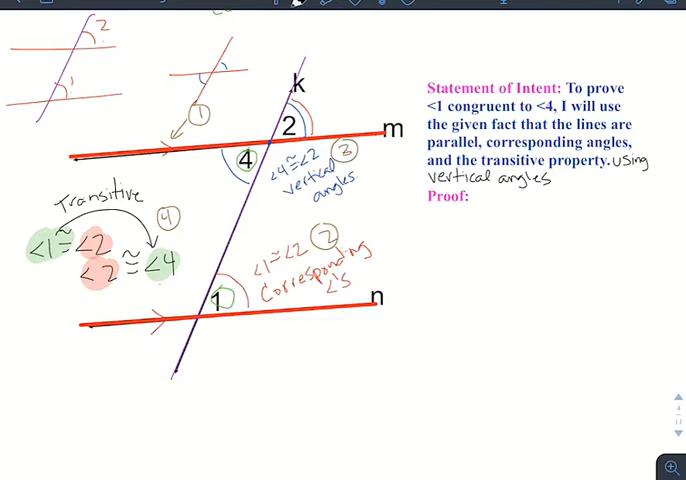 2
1
1
k
2
m
4
∠4≅∠2
vertical
angles.
3
Transitive
4
∠1≅∠2
∠2≅∠4
∠1≅∠2
2
Corresponding
∠'s
1
n
Statement of Intent: To prove
<1 congruent to <4, I will use
the given fact that the lines are
parallel, corresponding angles,
and the transitive property. using
vertical angles
Proof:
4
11